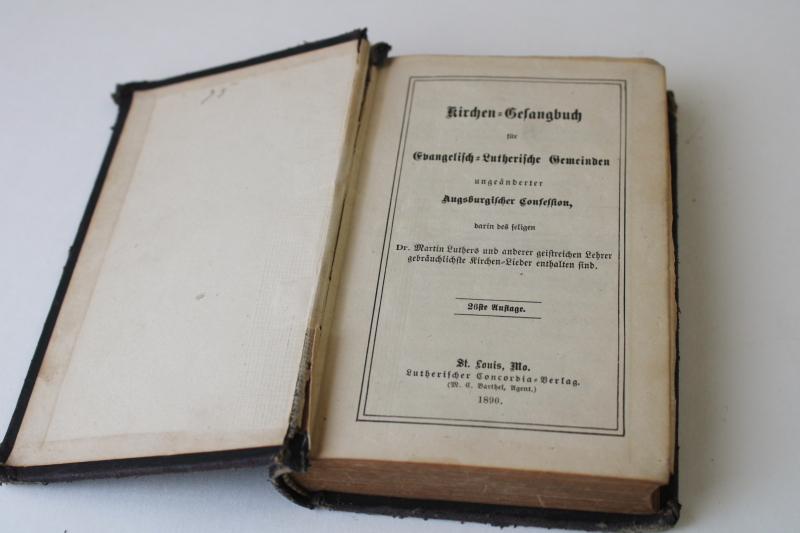 Kirchen-Gesangbuch
für
Evangelisch-Lutherische Gemeinden
ungeänderter
Augsburgischer Confession,
darin des seligen
Dr. Martin Luthers und anderer geistreichen Lehrer
gebräuchlichste Kirchen-Lieder enthalten sind.
26ste Auflage.
St. Louis, Mo.
Lutherischer Concordia-Verlag.
(M. C. Barthel, Agent.)
1890.